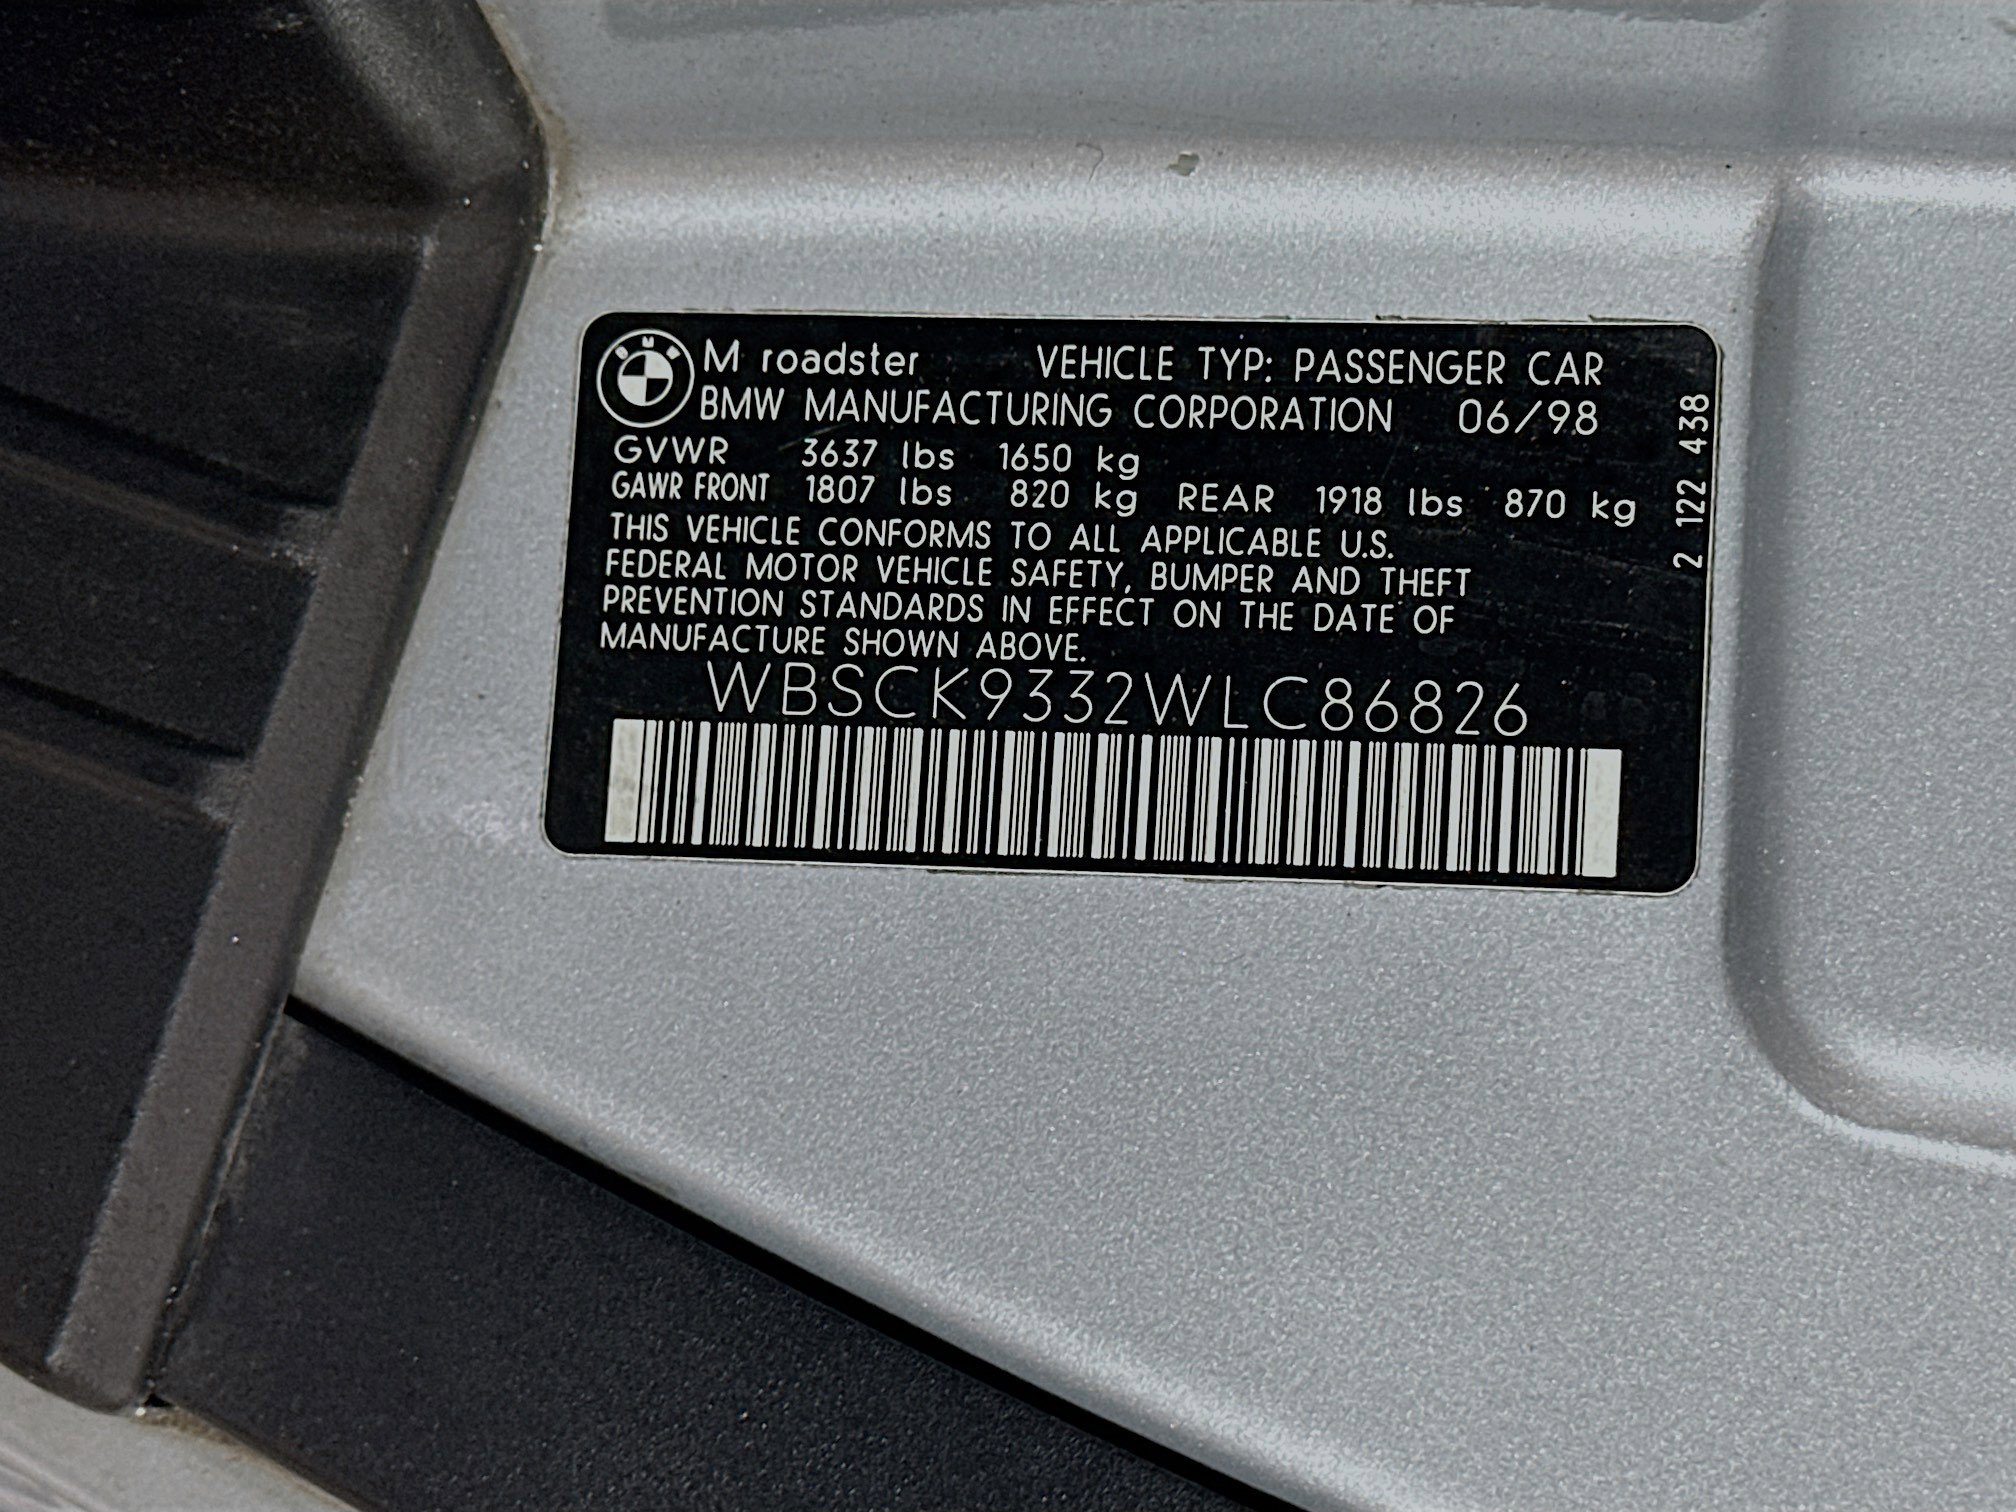 BMW
M roadster VEHICLE TYP: PASSENGER CAR
BMW MANUFACTURING CORPORATION 06/98
GVWR 3637 lbs 1650 kg
GAWR FRONT 1807 lbs 820 kg REAR 1918 lbs 870 kg
THIS VEHICLE CONFORMS TO ALL APPLICABLE U.S.
FEDERAL MOTOR VEHICLE SAFETY, BUMPER AND THEFT
PREVENTION STANDARDS IN EFFECT ON THE DATE OF
MANUFACTURE SHOWN ABOVE.
WBSCK9332WLC86826
2 122 438